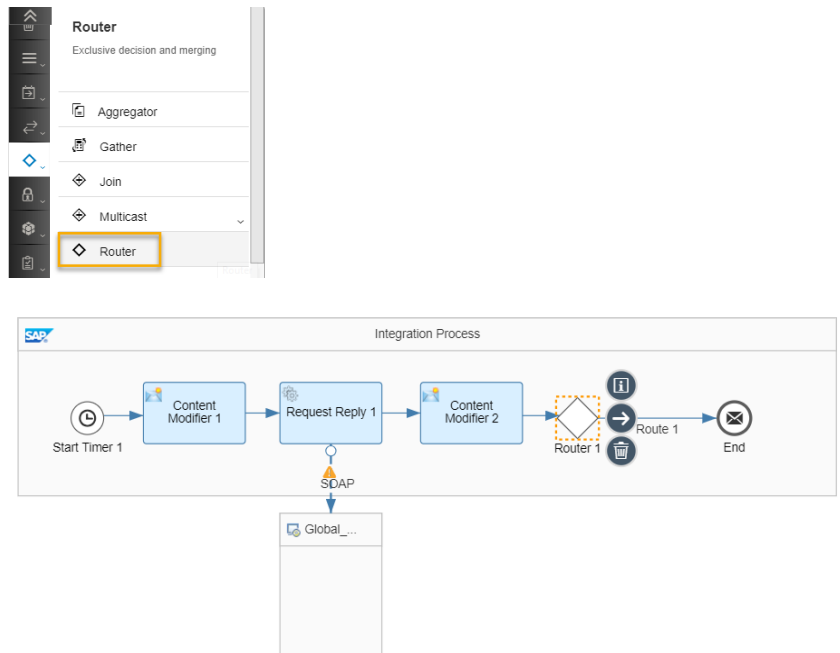 Router
Exclusive decision and merging
Aggregator
Gather
Join
Multicast
Router
SAP
Integration Process
Content
Modifier 1
Request Reply 1
Content
Modifier 2
Start Timer 1
Router 1
Route 1
End
SOAP
Global_...